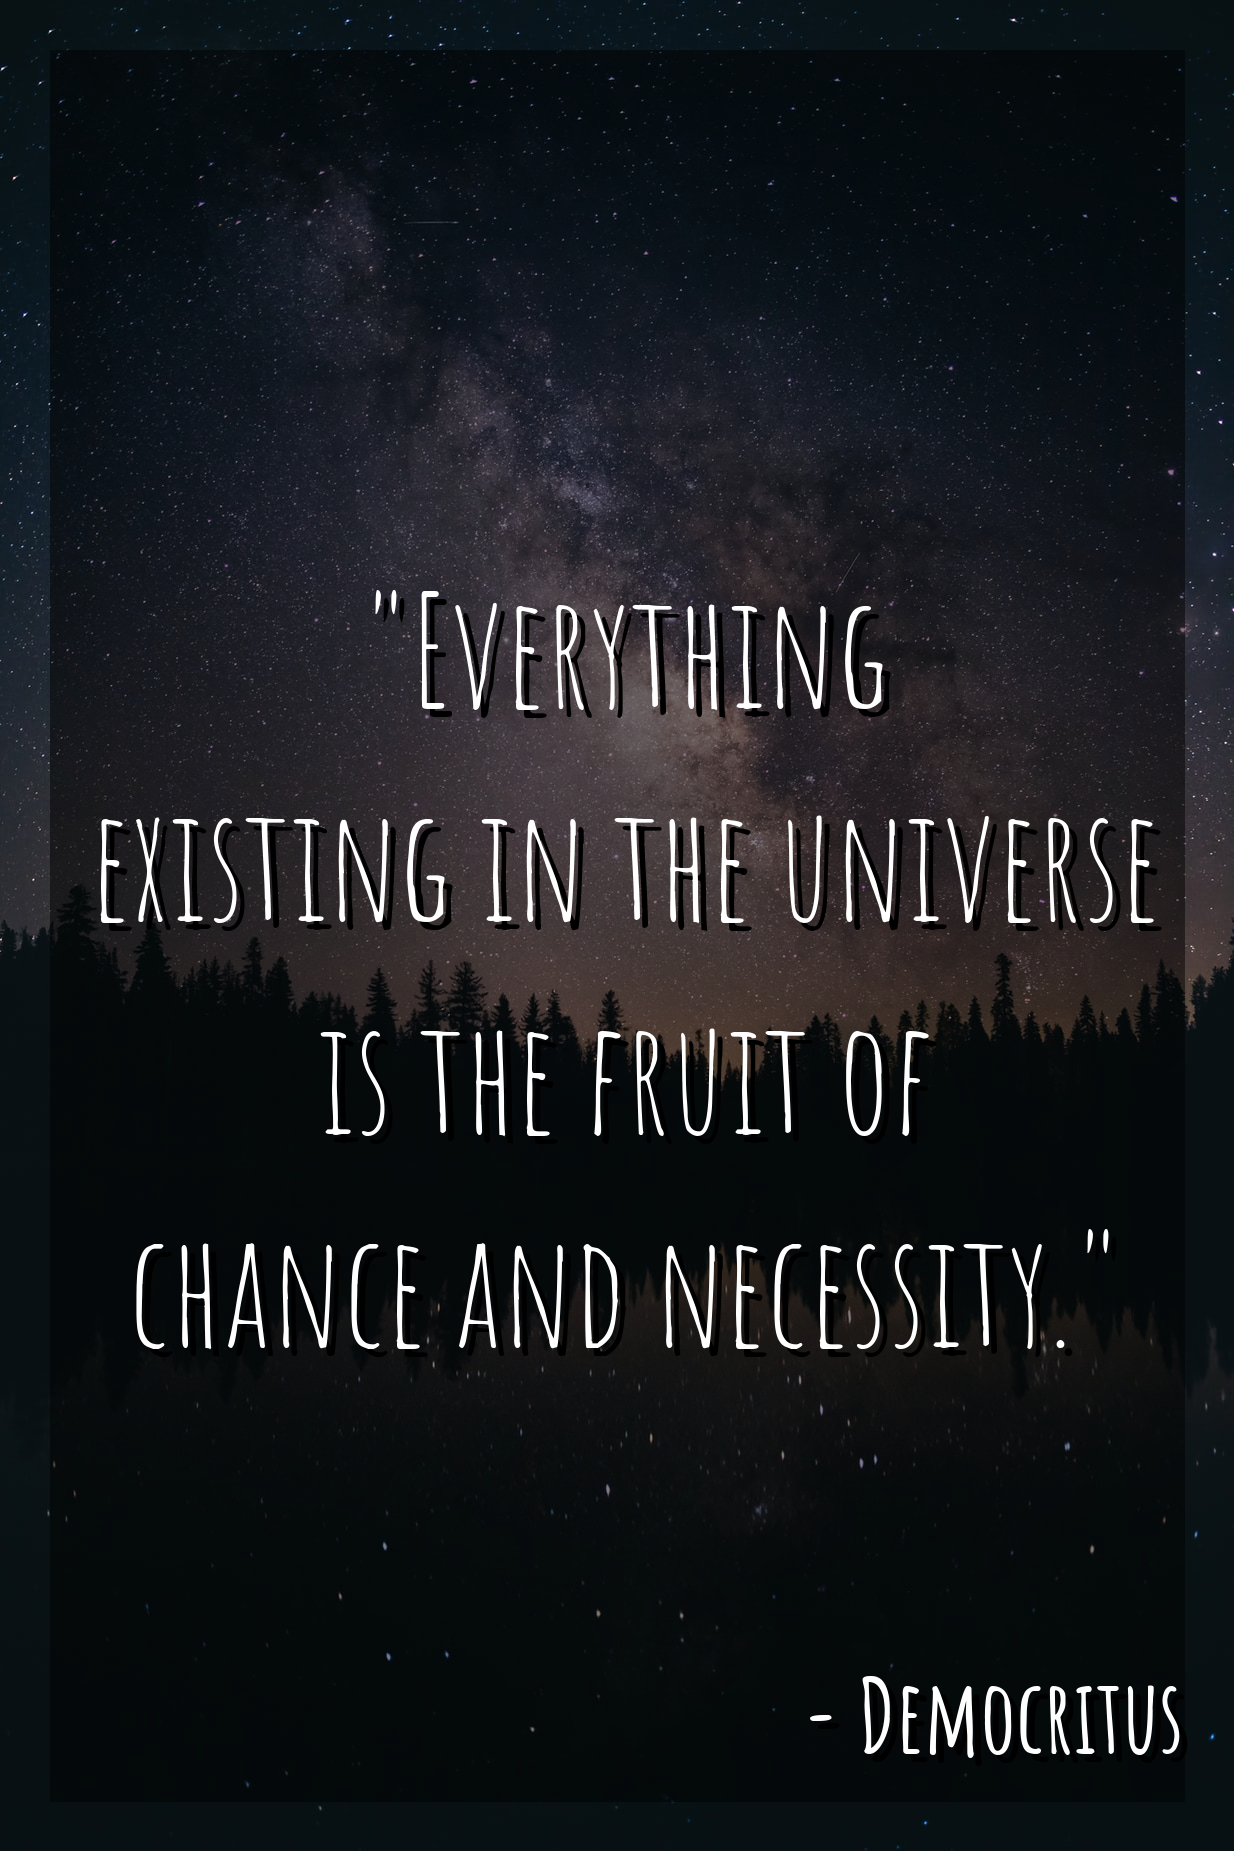 "Everything
existing in the universe
is the fruit of
chance and necessity."
- Democritus